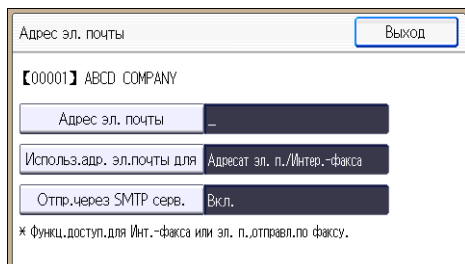 Адрес эл. почты
Выход
【00001】 ABCD COMPANY
Адрес эл. почты _
Использ.адр. эл.почты для Адресат эл. п./Интер.-факса
Отпр.через SMTP серв. Вкл.
* Функц.доступ.для Инт.-факса или эл. п.,отправл.по факсу.